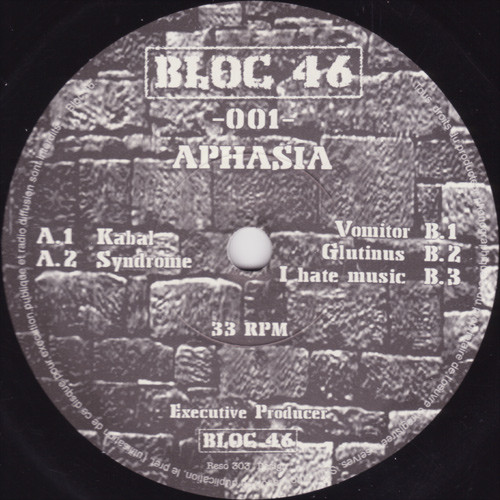 BLOC 46
-001-
APHASIA
A.1 Kabal
A.2 Syndrome
Vomitor B.1
Glutinus B.2
I hate music B.3
33 RPM
Executive Producer
BLOC 46